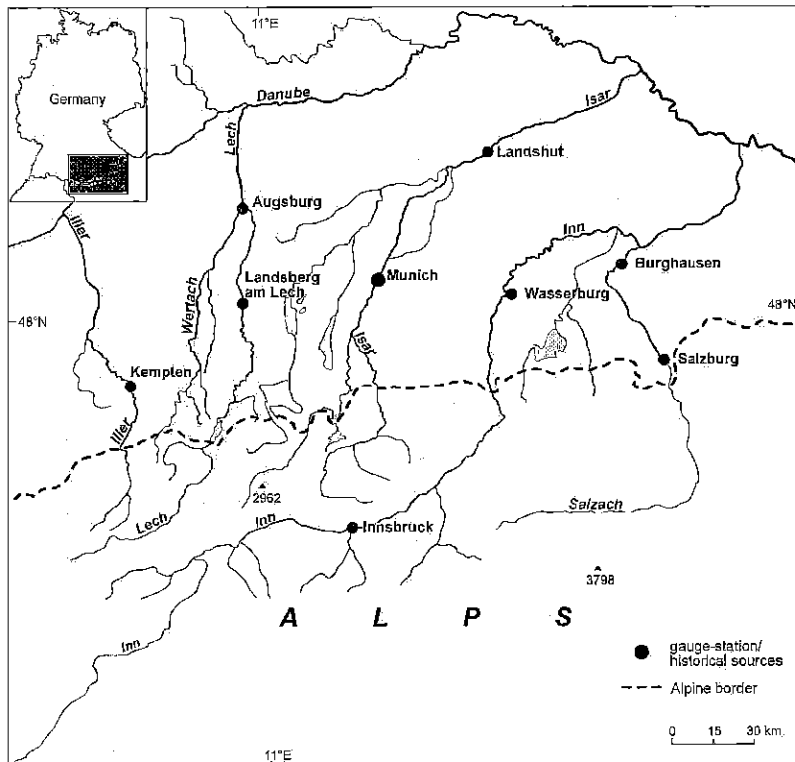 11°E
Germany
Danube
Isar
Lech
Landshut
Iller
Augsburg
Inn
Wertach
Landsberg
am Lech
Munich
Burghausen
Wasserburg
48°N
48°N
Isar
Kempten
Salzburg
Iller
2962
Lech
Inn
Innsbruck
Salzach
3798
A L P S
Inn
gauge-station/
historical sources
Alpine border
0 15 30 km
11°E